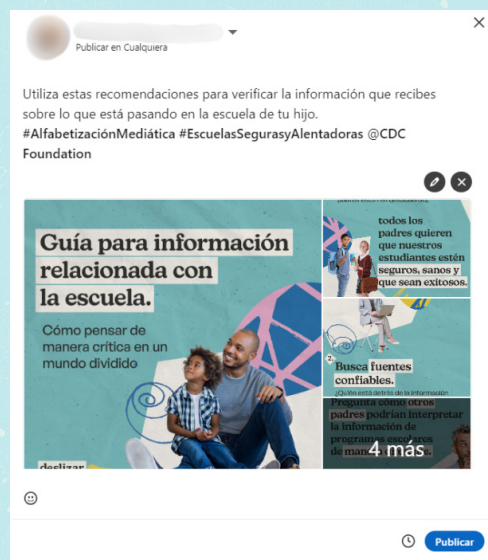 Publicar en Cualquiera
Utiliza estas recomendaciones para verificar la información que recibes
sobre lo que está pasando en la escuela de tu hijo.
#AlfabetizaciónMediática #EscuelasSegurasyAlentadoras @CDC
Foundation
Guía para información
relacionada con
la escuela.
Cómo pensar de
manera crítica en un
mundo dividido
deslizar
todos los
padres quieren
que nuestros
estudiantes estén
seguros, sanos y
que sean exitosos.
2.
Busca fuentes
confiables.
¿Quién está detrás de la información
Pregunta cómo otros
padres podrían interpretar
la información de
programas escolares
de
4 más
Publicar